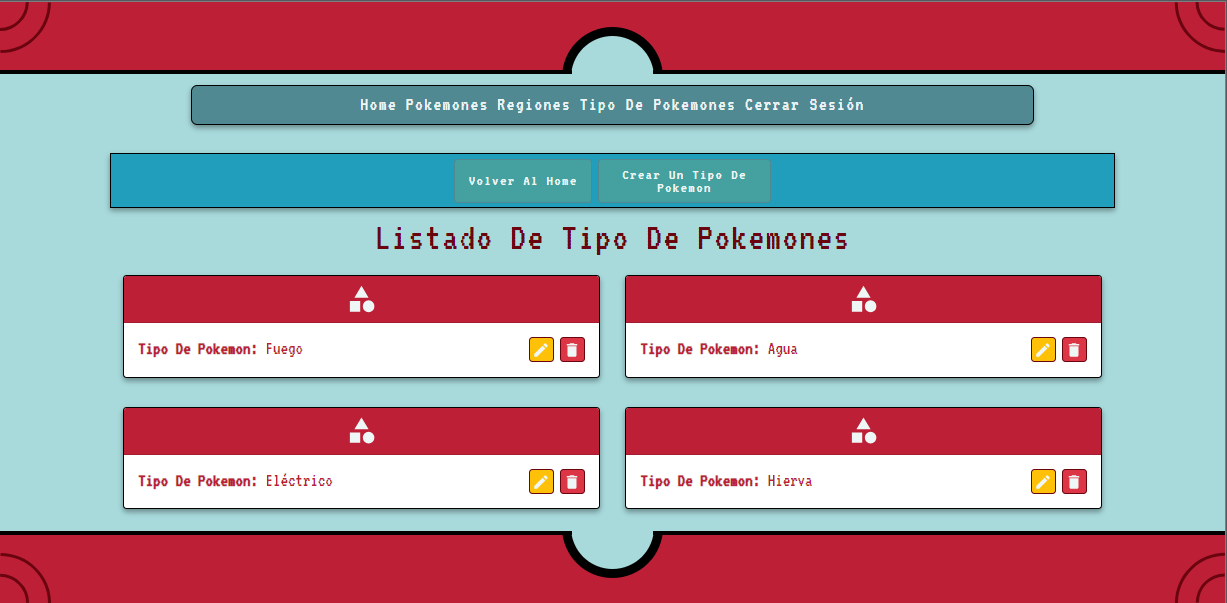 Home Pokemones Regiones Tipo De Pokemones Cerrar Sesión
Volver Al Home
Crear Un Tipo De
Pokemon
Listado De Tipo De Pokemones
Tipo De Pokemon: Fuego
Tipo De Pokemon: Agua
Tipo De Pokemon: Eléctrico
Tipo De Pokemon: Hierva